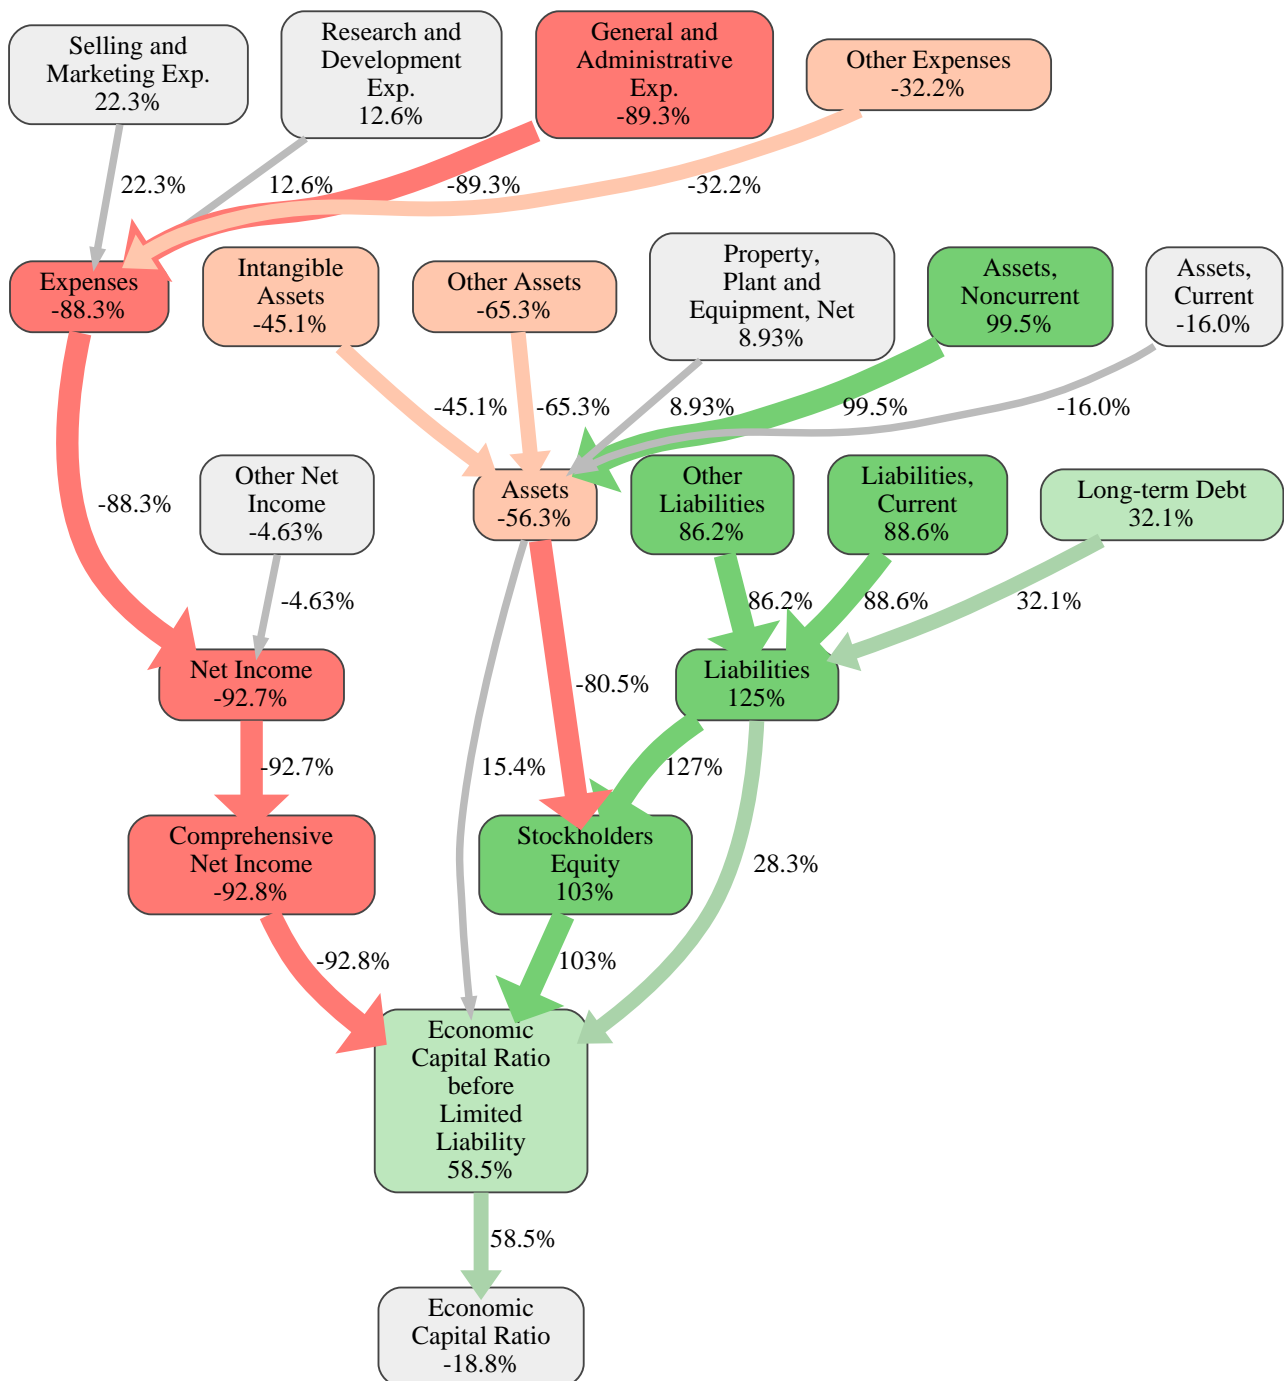 Selling and
Marketing Exp.
22.3%
Research and
Development
Exp.
12.6%
General and
Administrative
Exp.
-89.3%
Other Expenses
-32.2%
22.3%
12.6%
-89.3%
-32.2%
Expenses
-88.3%
Intangible
Assets
-45.1%
Other Assets
-65.3%
Property,
Plant and
Equipment, Net
8.93%
Assets,
Noncurrent
99.5%
Assets,
Current
-16.0%
-45.1%
-65.3%
8.93%
99.5%
-16.0%
-88.3%
Other Net
Income
-4.63%
Assets
-56.3%
Other
Liabilities
86.2%
Liabilities,
Current
88.6%
Long-term Debt
32.1%
-4.63%
86.2%
88.6%
32.1%
Net Income
-92.7%
-80.5%
Liabilities
125%
-92.7%
15.4%
127%
Comprehensive
Net Income
-92.8%
Stockholders
Equity
103%
28.3%
-92.8%
103%
Economic
Capital Ratio
before
Limited
Liability
58.5%
58.5%
Economic
Capital Ratio
-18.8%